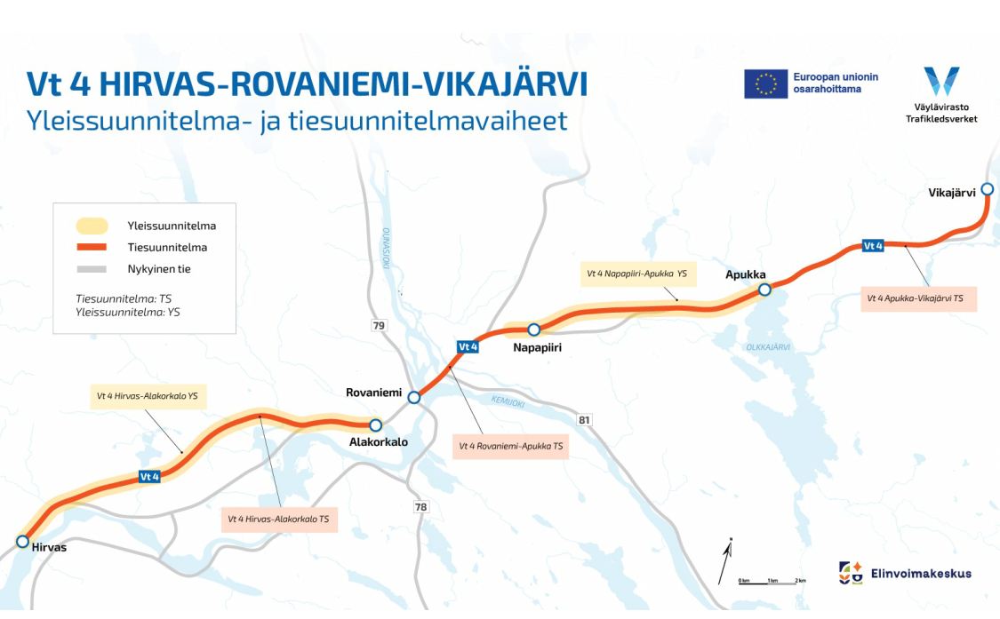 Vt 4 HIRVAS-ROVANIEMI-VIKAJÄRVI
Yleissuunnitelma- ja tiesuunnitelmavaiheet
Euroopan unionin
osarahoittama
Väylävirasto
Trafikledsverket
Yleissuunnitelma
Tiesuunnitelma
Nykyinen tie
Tiesuunnitelma: TS
Yleissuunnitelma: YS
Vikajärvi
OUNASJOKI
Vt 4
Vt 4 Napapiiri-Apukka YS
Apukka
Vt 4 Apukka-Vikajärvi TS
79
Vt 4
Napapiiri
OLKKAJÄRVI
Rovaniemi
Vt 4 Hirvas-Alakorkalo YS
KEMIJOKI
81
Alakorkalo
Vt 4 Rovaniemi-Apukka TS
Vt 4
78
Vt 4 Hirvas-Alakorkalo TS
Hirvas
N
0 km 1 km 2 km
Elinvoimakeskus